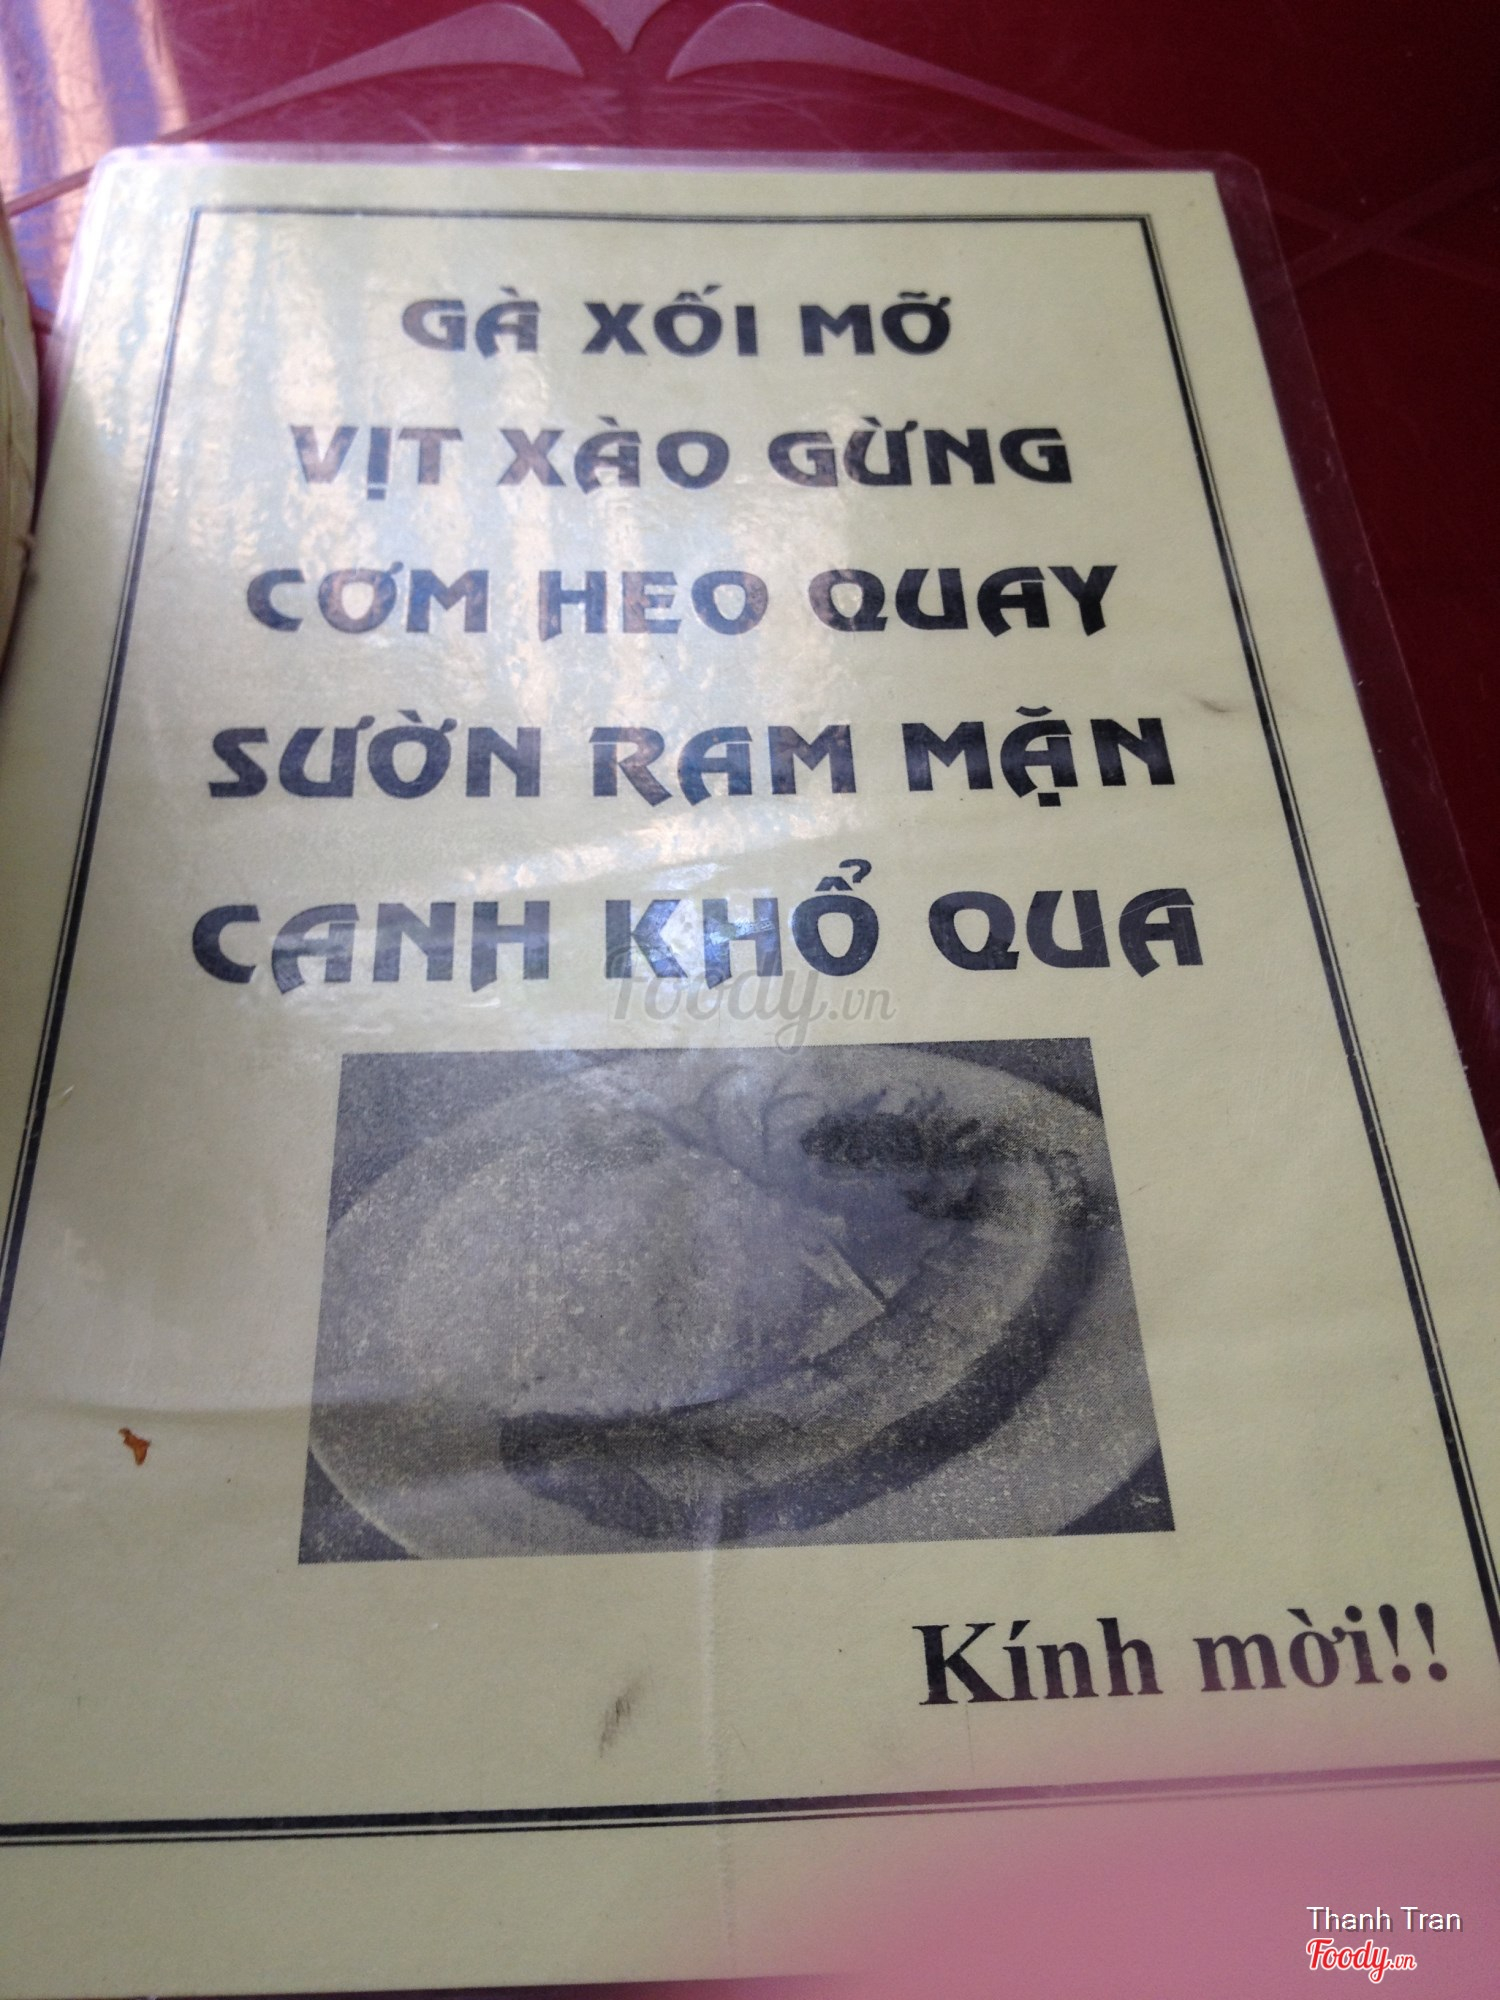 GÀ XỐI MỠ
VỊT XÀO GỪNG
CƠM HEO QUAY
SƯỜN RAM MẶN
CANH KHỔ QUA
Foody.vn
Kính mời!!
Thanh Tran
Foody.vn